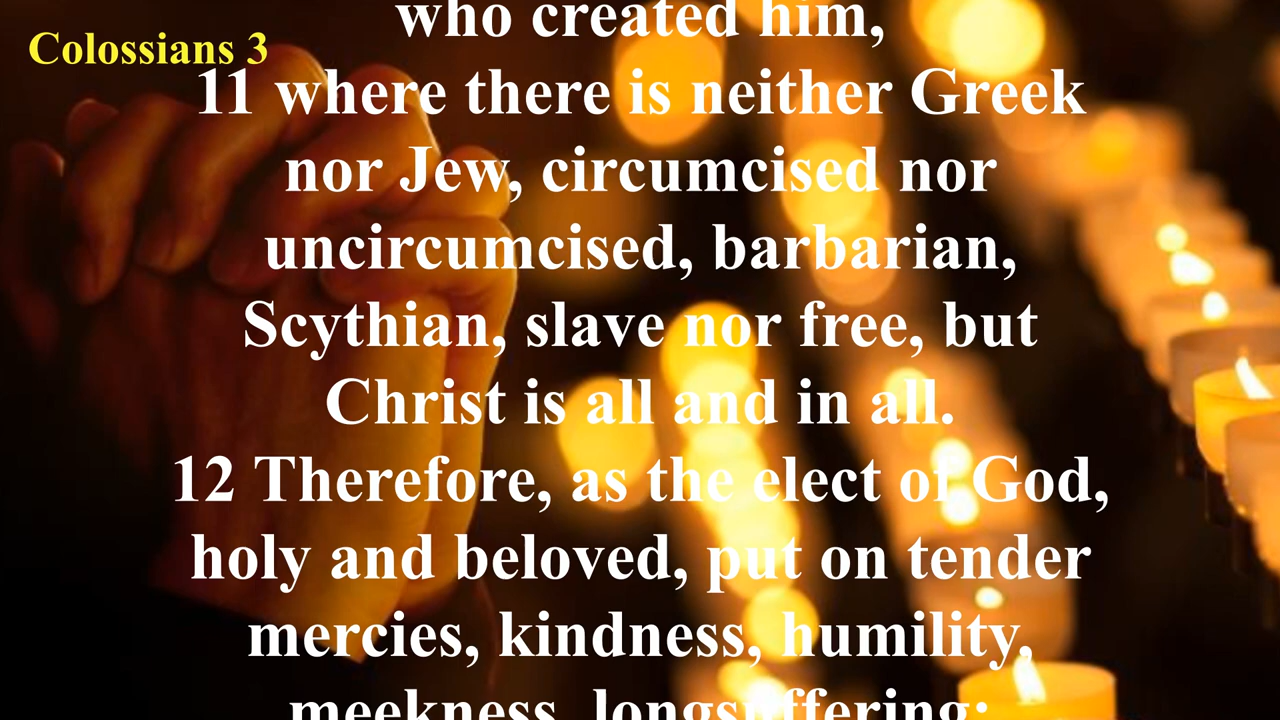 who created him,
Colossians 3
11 where there is neither Greek
nor Jew, circumcised nor
uncircumcised, barbarian,
Scythian, slave nor free, but
Christ is all and in all.
12 Therefore, as the elect of God,
holy and beloved, put on tender
mercies, kindness, humility,
meekness, longsuffering;